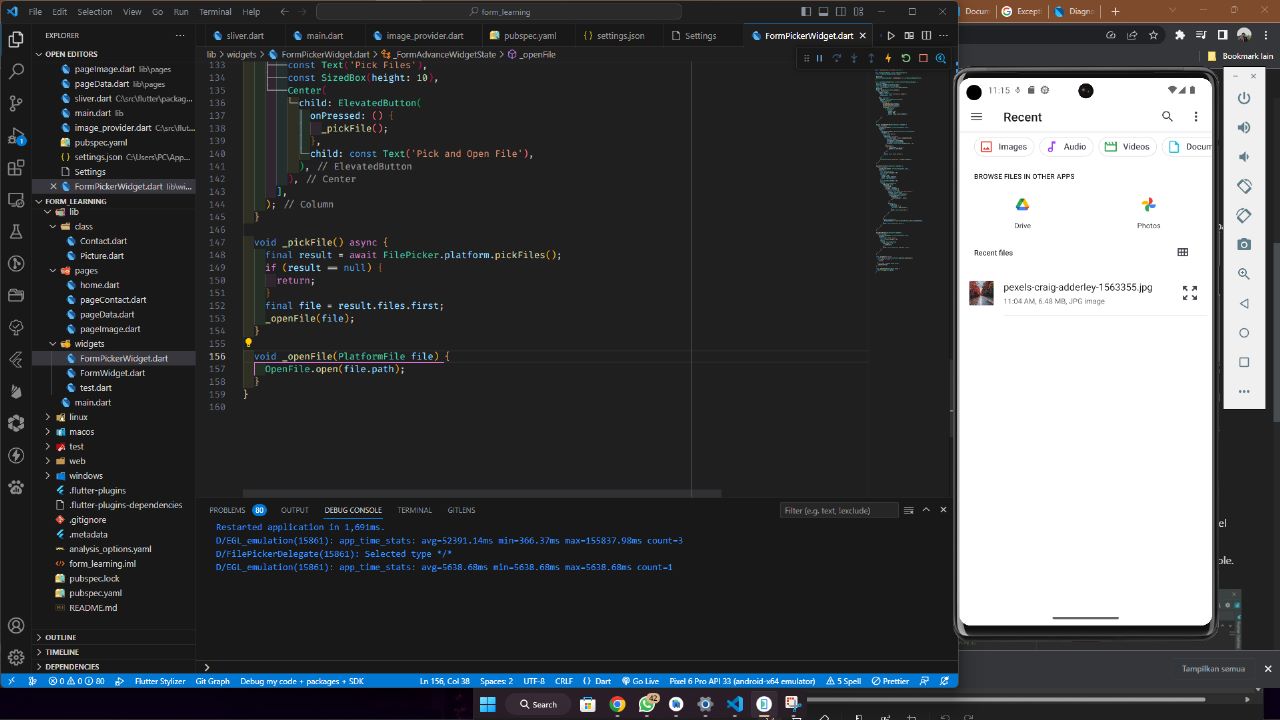 File Edit Selection View Go Run Terminal Help
form_learning
Docum
Except
Diagno
EXPLORER
sliver.dart
main.dart
image_provider.dart
pubspec.yaml
settings.json
Settings
FormPickerWidget.dart
OPEN EDITORS
lib > widgets > FormPickerWidget.dart > _FormAdvanceWidgetState > _openFile
Bookmark lain
pageImage.dart lib\pages
pageData.dart lib\pages
sliver.dart C:\src\flutter\packag...
main.dart lib
image_provider.dart C:\src\flut...
pubspec.yaml
settings.json C:\Users\PC\App...
Settings
FormPickerWidget.dart lib\wi...
FORM_LEARNING
lib
class
Contact.dart
Picture.dart
pages
home.dart
pageContact.dart
pageData.dart
pageImage.dart
widgets
FormPickerWidget.dart
FormWidget.dart
test.dart
main.dart
linux
macos
test
web
windows
.flutter-plugins
.flutter-plugins-dependencies
.gitignore
.metadata
analysis_options.yaml
form_learning.iml
pubspec.lock
pubspec.yaml
README.md
OUTLINE
TIMELINE
DEPENDENCIES
133 const Text('Pick Files'),
134 const SizedBox(height: 10),
135 Center(
136 child: ElevatedButton(
137 onPressed: () {
138 _pickFile();
139 },
140 child: const Text('Pick and Open File'),
141 ), // ElevatedButton
142 ), // Center
143 ],
144 ); // Column
145 }
146
147 void _pickFile() async {
148 final result = await FilePicker.platform.pickFiles();
149 if (result == null) {
150 return;
151 }
152 final file = result.files.first;
153 _openFile(file);
154 }
155
156 void _openFile(PlatformFile file) {
157 OpenFile.open(file.path);
158 }
159 }
160
PROBLEMS 80 OUTPUT DEBUG CONSOLE TERMINAL GITLENS
Filter (e.g. text, !exclude)
Restarted application in 1,691ms.
D/EGL_emulation(15861): app_time_stats: avg=52391.14ms min=366.37ms max=155837.98ms count=3
D/FilePickerDelegate(15861): Selected type */*
D/EGL_emulation(15861): app_time_stats: avg=5638.68ms min=5638.68ms max=5638.68ms count=1
11:15
Recent
Images
Audio
Videos
Docum
BROWSE FILES IN OTHER APPS
Drive
Photos
Recent files
pexels-craig-adderley-1563355.jpg
11:04 AM, 6.48 MB, JPG image
Tampilkan semua
0 0 80 Flutter Stylizer Git Graph Debug my code + packages + SDK Ln 156, Col 38 Spaces: 2 UTF-8 CRLF {} Dart Go Live Pixel 6 Pro API 33 (android-x64 emulator) 5 Spell Prettier
Search
42